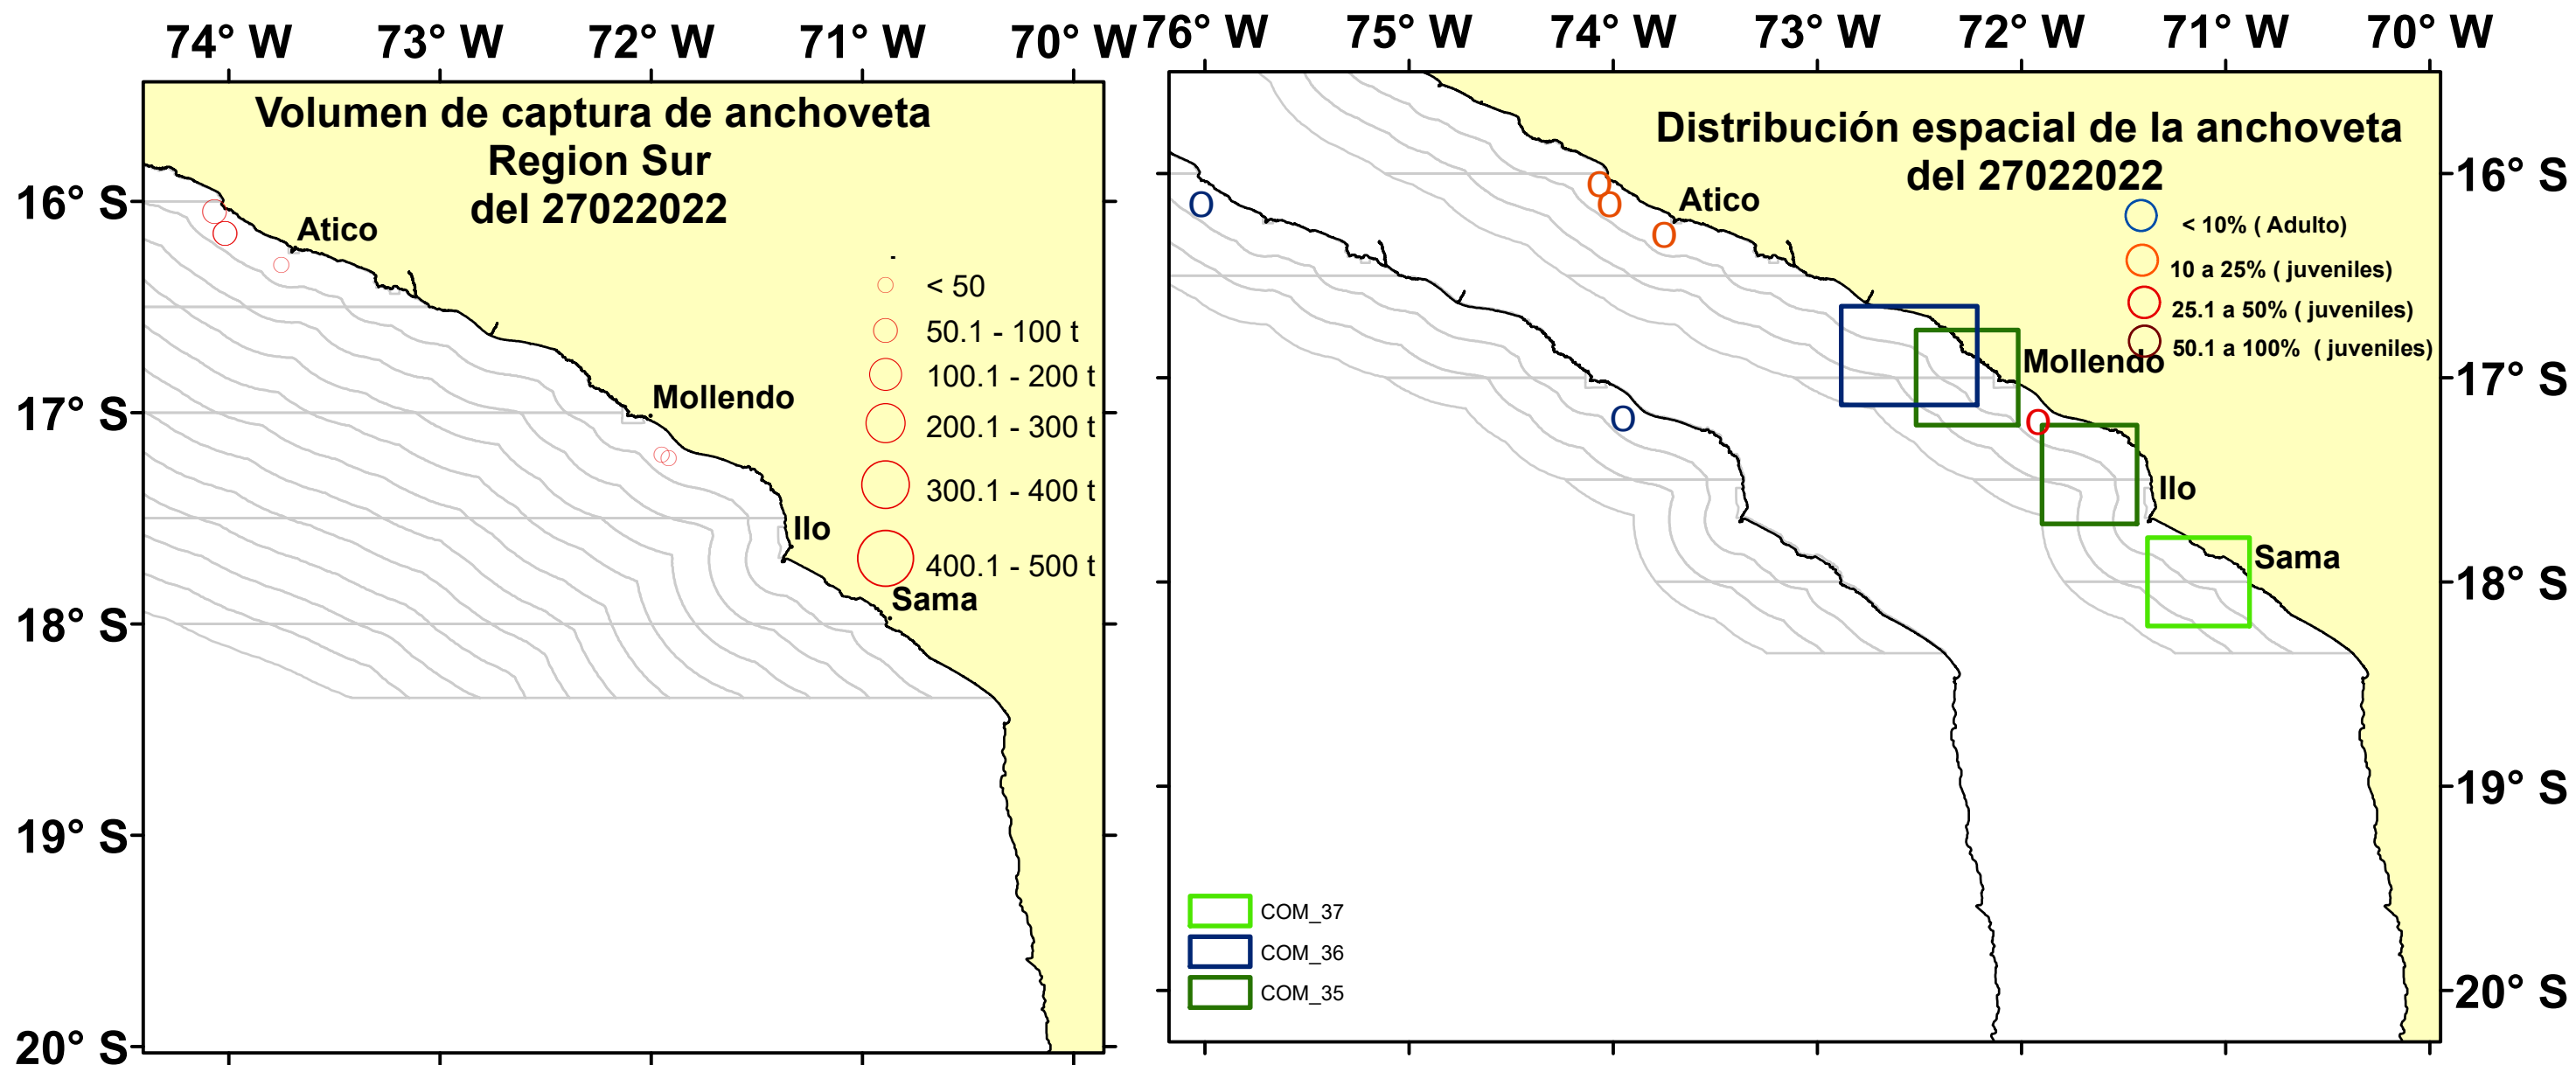 74° W 73° W 72° W 71° W 70° W
Volumen de captura de anchoveta
Region Sur
del 27022022
16° S
17° S
18° S
19° S
20° S
Atico
Mollendo
Ilo
Sama
-
< 50
50.1 - 100 t
100.1 - 200 t
200.1 - 300 t
300.1 - 400 t
400.1 - 500 t
76° W 75° W 74° W 73° W 72° W 71° W 70° W
Distribución espacial de la anchoveta
del 27022022
< 10% ( Adulto)
10 a 25% ( juveniles)
25.1 a 50% ( juveniles)
50.1 a 100% ( juveniles)
Atico
Mollendo
Ilo
Sama
16° S
17° S
18° S
19° S
20° S
COM_37
COM_36
COM_35